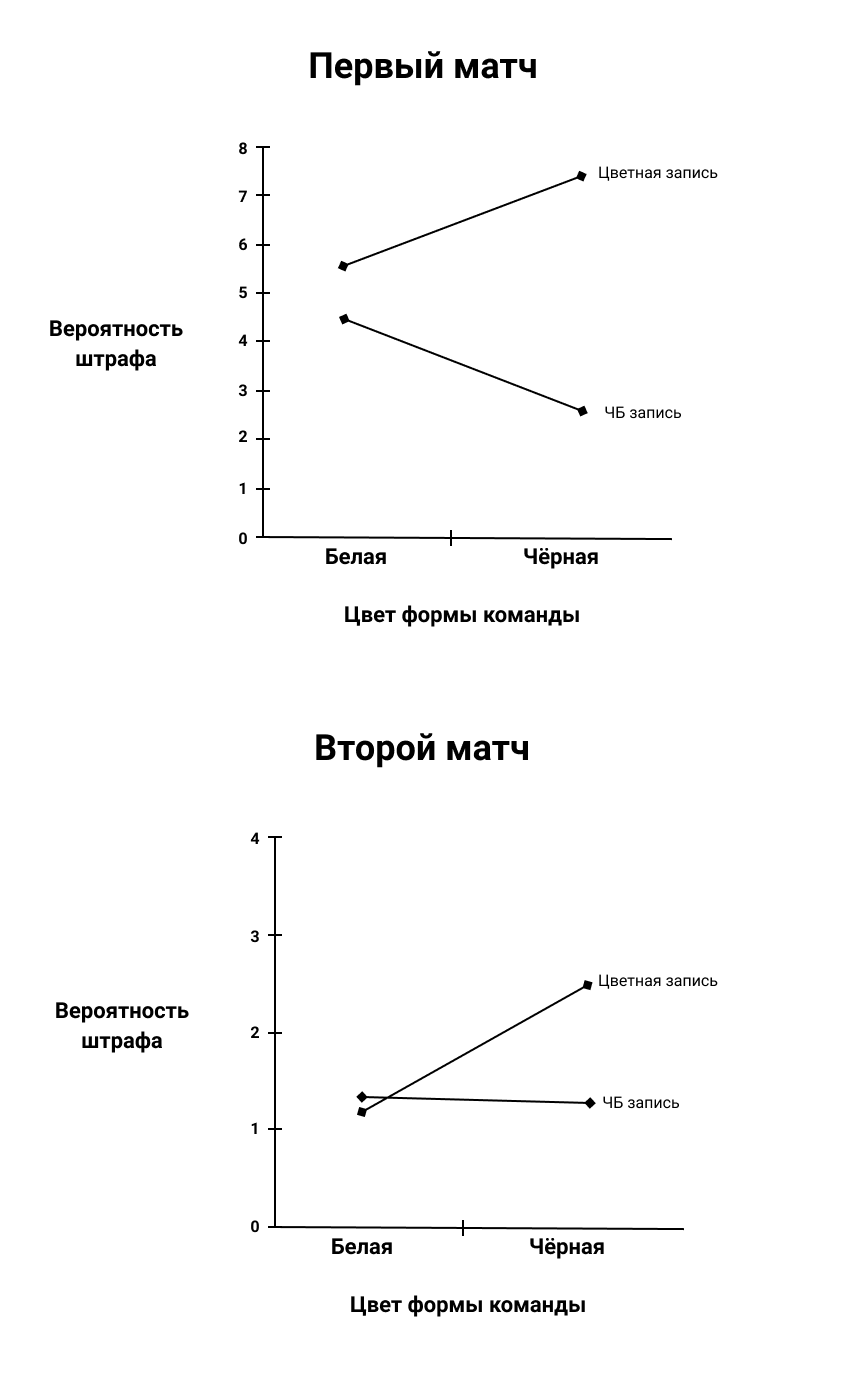 Первый матч
8
Цветная запись
7
6
5
Вероятность
штрафа
4
3
ЧБ запись
2
1
0
Белая
Чёрная
Цвет формы команды
Второй матч
4
3
Цветная запись
Вероятность
штрафа
2
ЧБ запись
1
0
Белая
Чёрная
Цвет формы команды